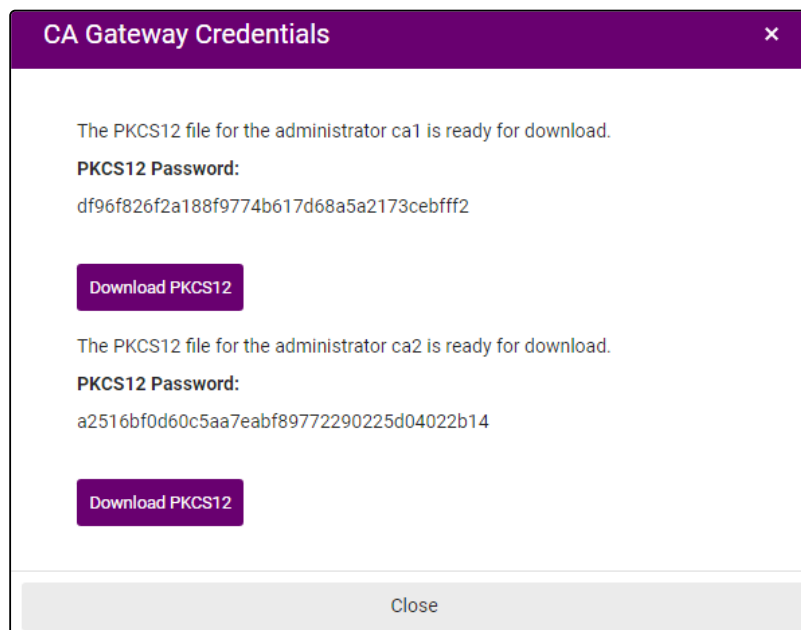 CA Gateway Credentials ×
The PKCS12 file for the administrator ca1 is ready for download.
PKCS12 Password:
df96f826f2a188f9774b617d68a5a2173cebfff2
Download PKCS12
The PKCS12 file for the administrator ca2 is ready for download.
PKCS12 Password:
a2516bf0d60c5aa7eabf89772290225d04022b14
Download PKCS12
Close